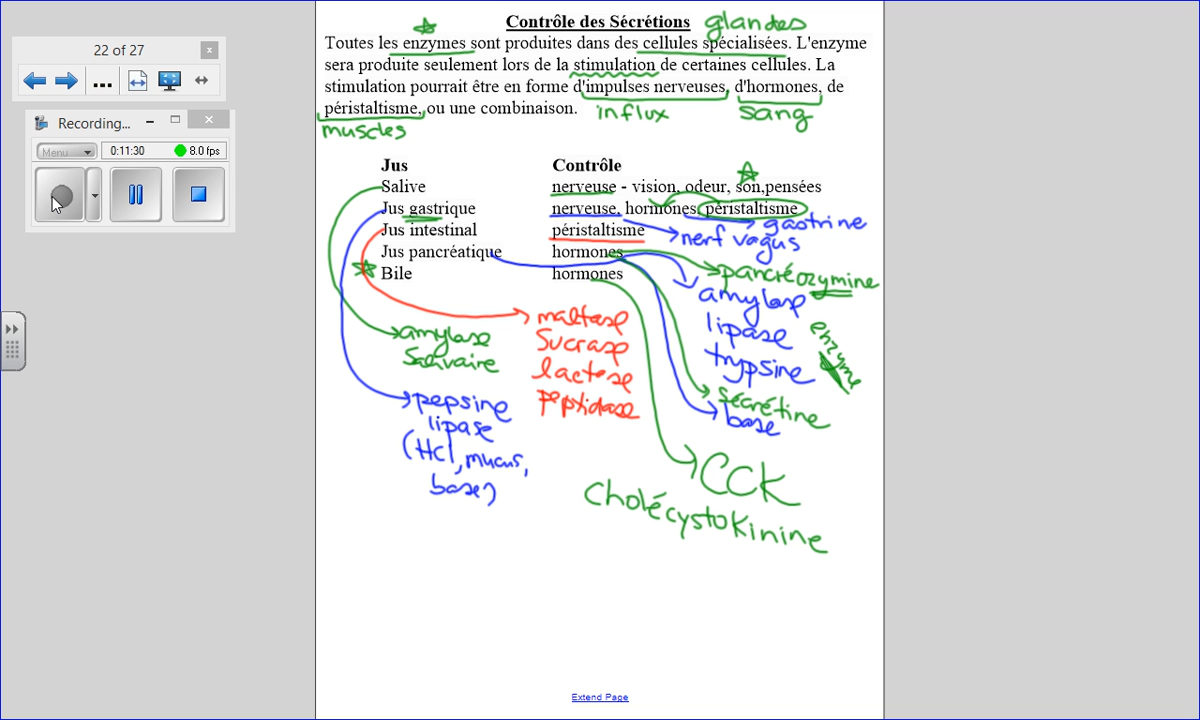 22 of 27
Recording...
Menu
0:11:30
8.0 fps
Contrôle des Sécrétions glandes
Toutes les enzymes sont produites dans des cellules spécialisées. L'enzyme
sera produite seulement lors de la stimulation de certaines cellules. La
stimulation pourrait être en forme d'impulses nerveuses, d'hormones, de
péristaltisme, ou une combinaison.
influx
sang
muscles
Jus Contrôle
Salive nerveuse - vision, odeur, son,pensées
Jus gastrique nerveuse, hormones, péristaltisme
gastrine
Jus intestinal péristaltisme
nerf vagus
Jus pancréatique hormones
Bile hormones
pancréozymine
amylase
lipase
trypsine
enzyme
maltase
sucrase
lactase
peptidase
amylase
Salivaire
sécrétine
base
pepsine
lipase
(HCl, mucus,
base)
CCK
Cholécystokinine
Extend Page